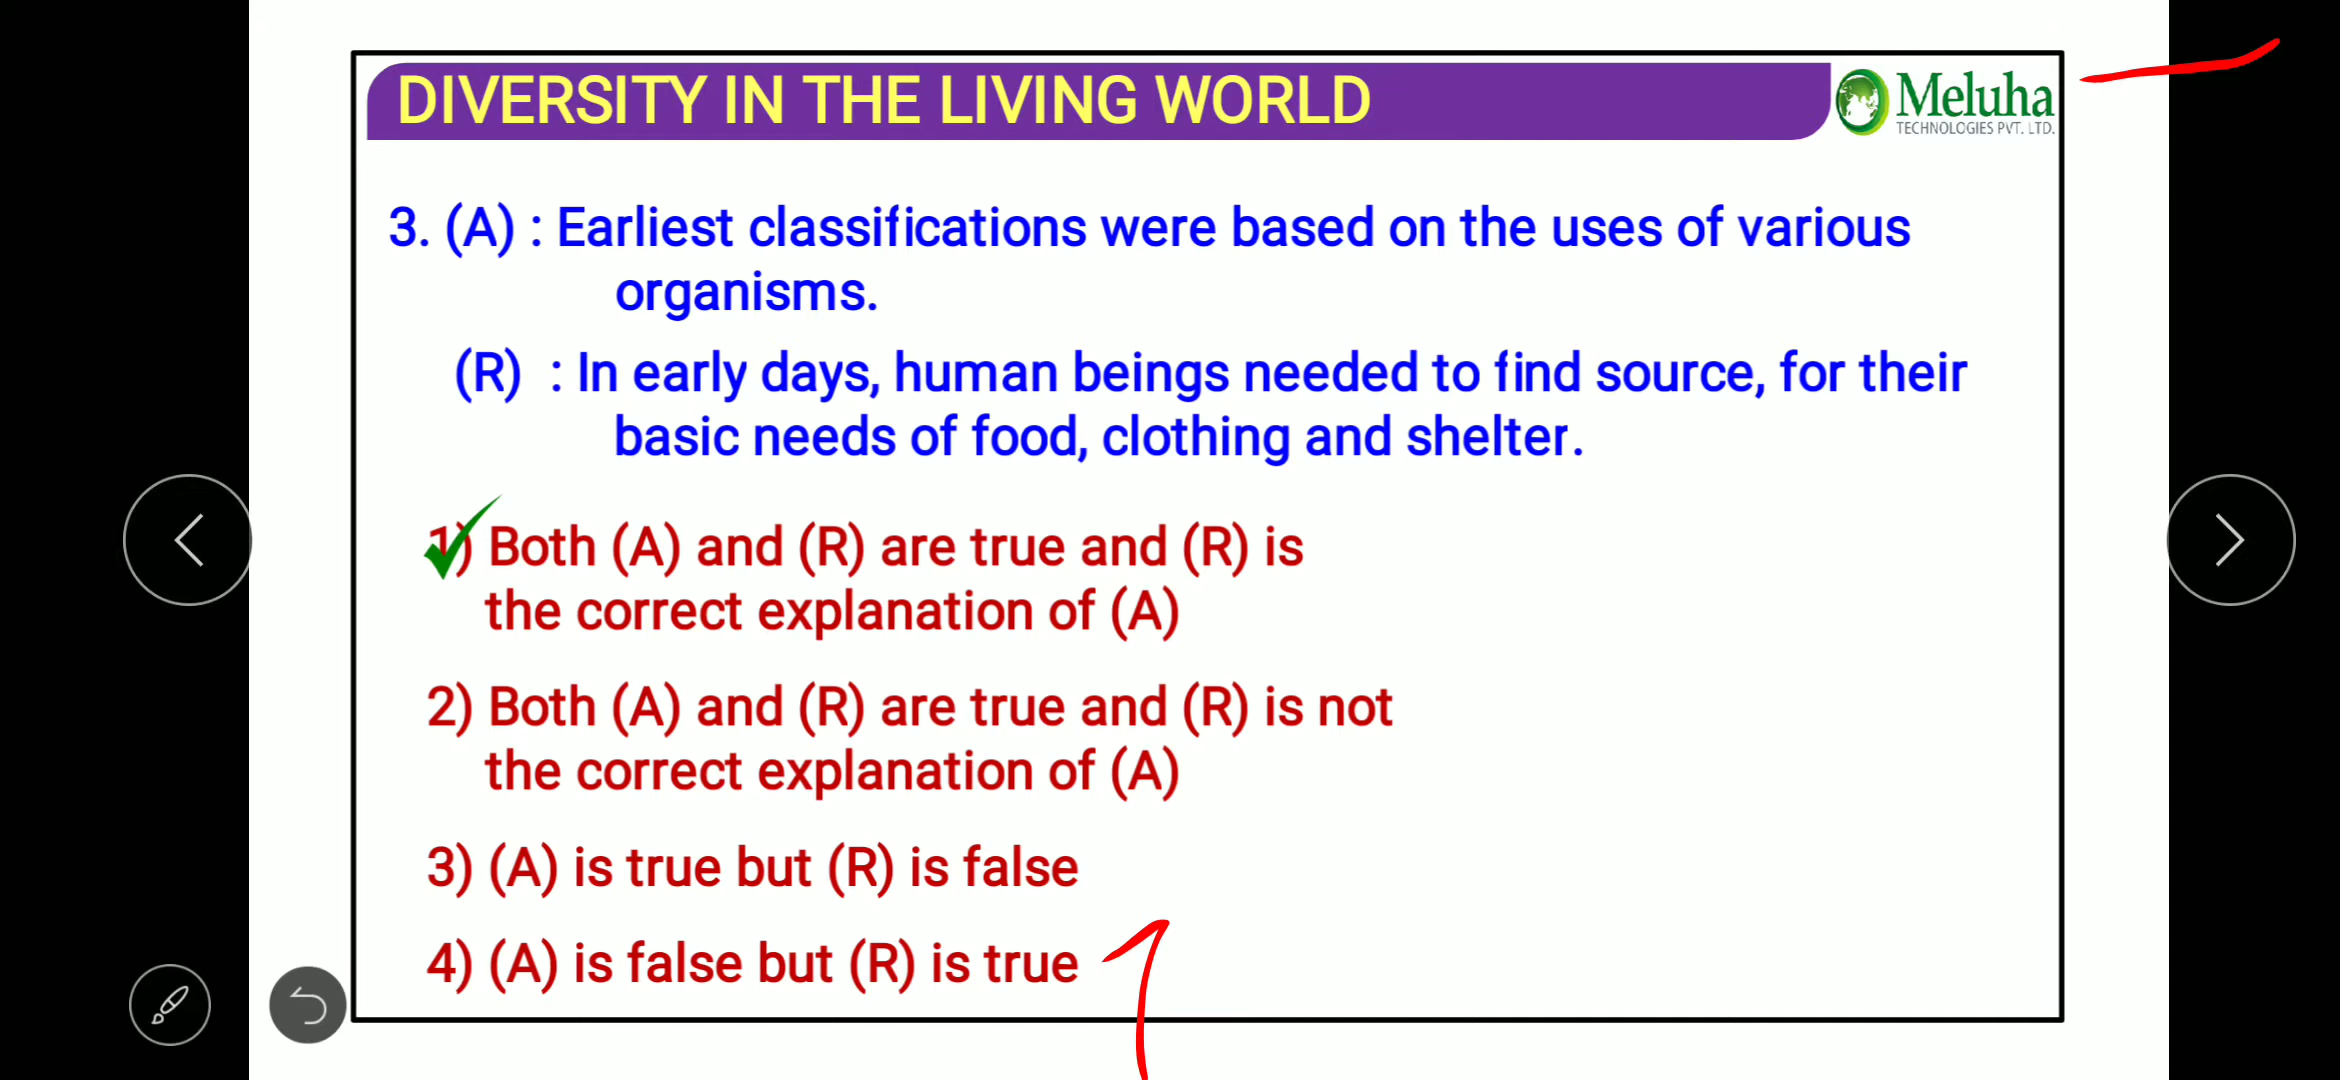 DIVERSITY IN THE LIVING WORLD
Meluha
TECHNOLOGIES PVT. LTD.
3. (A) : Earliest classifications were based on the uses of various
organisms.
(R) : In early days, human beings needed to find source, for their
basic needs of food, clothing and shelter.
1) Both (A) and (R) are true and (R) is
the correct explanation of (A)
2) Both (A) and (R) are true and (R) is not
the correct explanation of (A)
3) (A) is true but (R) is false
4) (A) is false but (R) is true
1